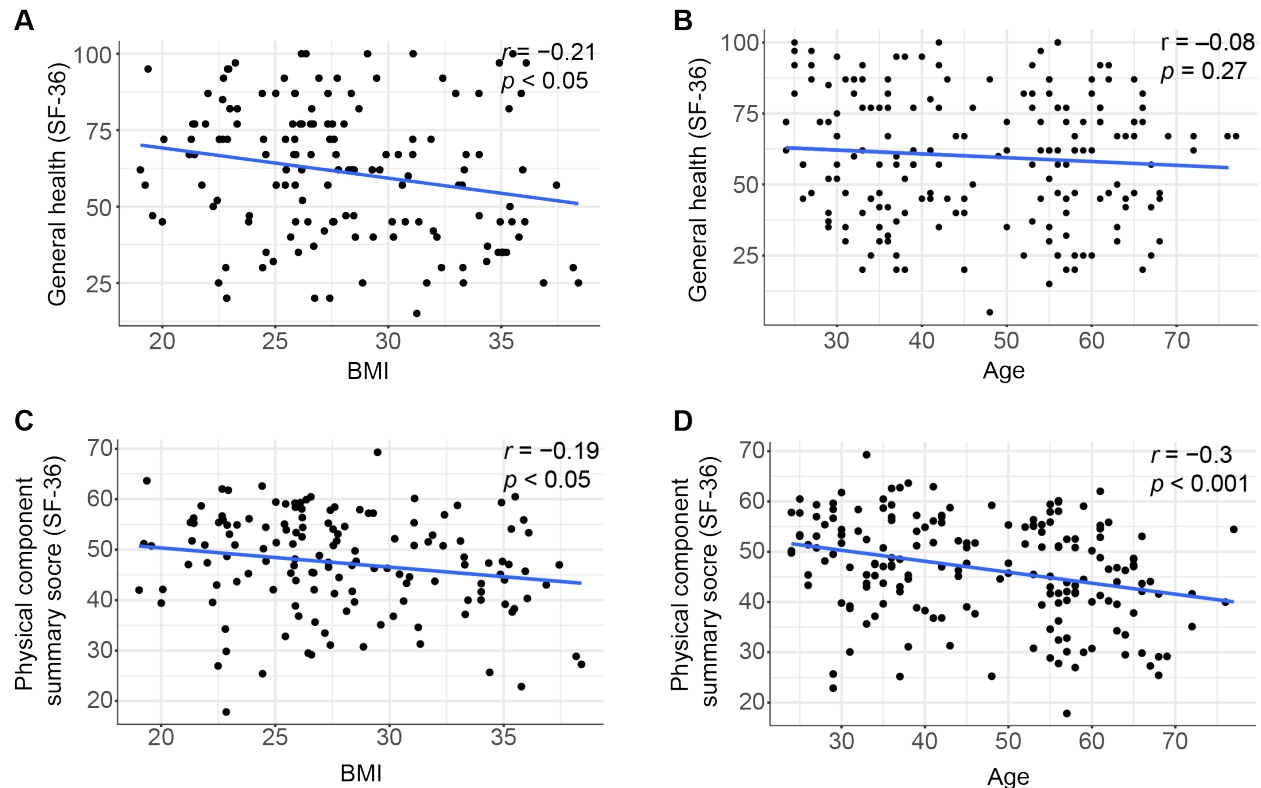 A
General health (SF-36)
100
75
50
25
r = −0.21
p < 0.05
20 25 30 35
BMI
B
General health (SF-36)
100
75
50
25
r = –0.08
p = 0.27
30 40 50 60 70
Age
C
Physical component
summary socre (SF-36)
70
60
50
40
30
20
r = −0.19
p < 0.05
20 25 30 35
BMI
D
Physical component
summary socre (SF-36)
70
60
50
40
30
20
r = −0.3
p < 0.001
30 40 50 60 70
Age